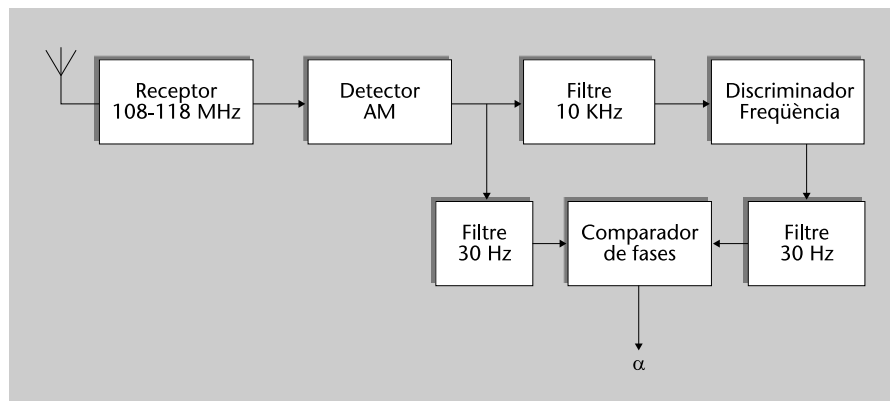 Receptor
108-118 MHz
Detector
AM
Filtre
10 KHz
Discriminador
Freqüència
Filtre
30 Hz
Comparador
de fases
Filtre
30 Hz
α